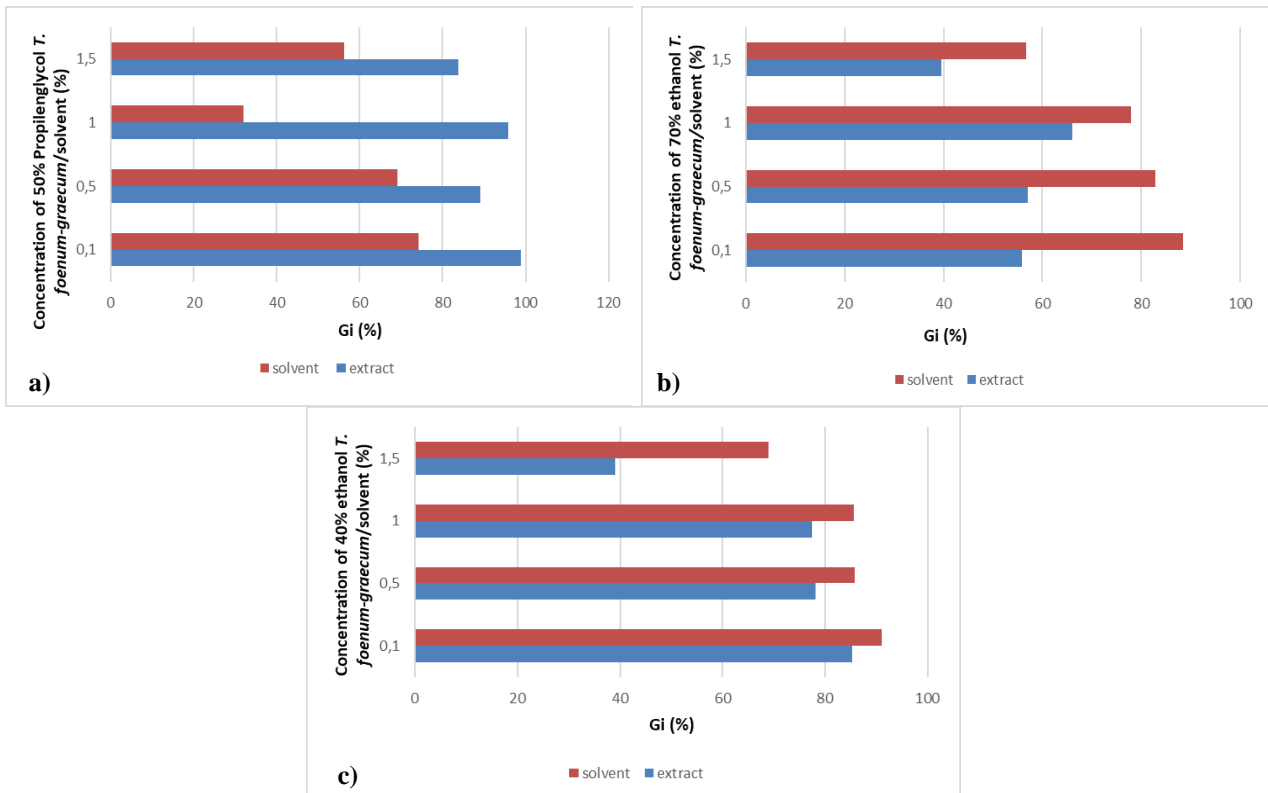 Concentration of 50% Propilenglycol T.
foenum-graecum/solvent (%)
1,5
1
0,5
0,1
0 20 40 60 80 100 120
Gi (%)
solvent extract
a)
Concentration of 70% ethanol T.
foenum-graecum/solvent (%)
1,5
1
0,5
0,1
0 20 40 60 80 100
Gi (%)
solvent extract
b)
Concentration of 40% ethanol T.
foenum-graecum/solvent (%)
1,5
1
0,5
0,1
0 20 40 60 80 100
Gi (%)
solvent extract
c)